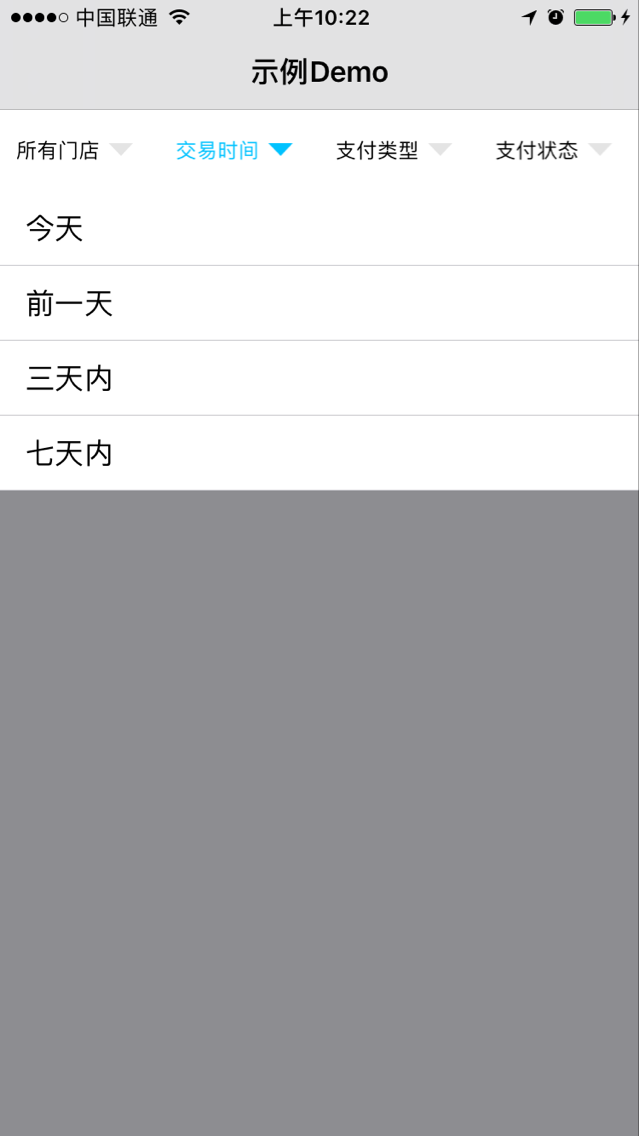 中国联通 上午10:22
示例Demo
所有门店 交易时间 支付类型 支付状态
今天
前一天
三天内
七天内